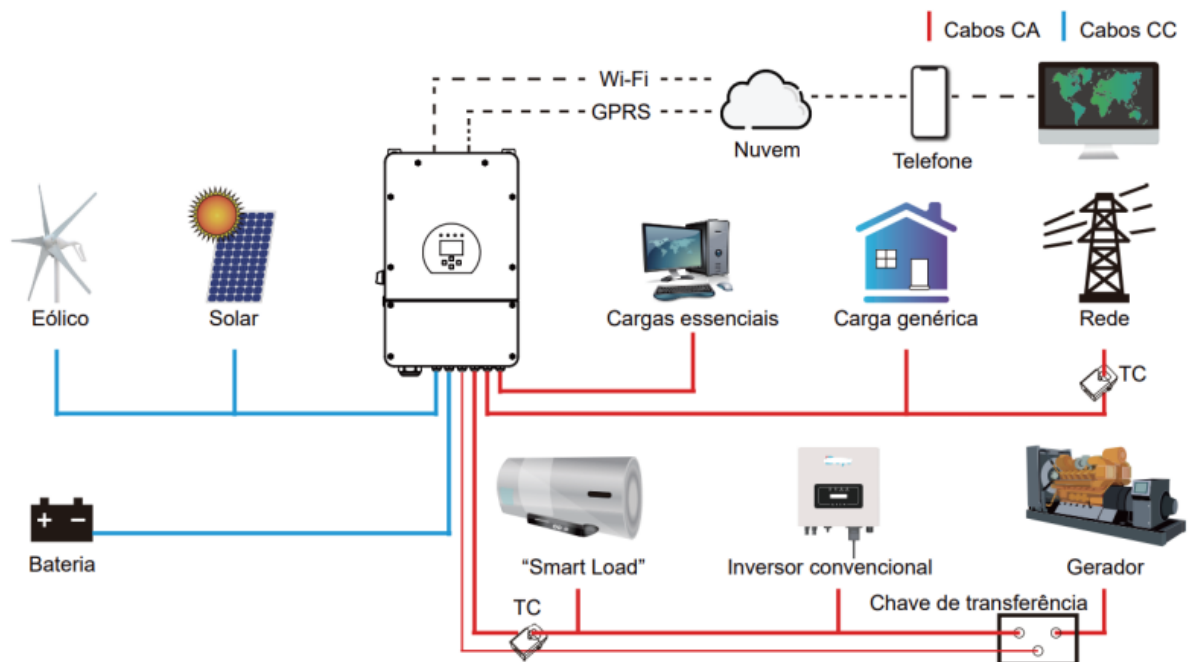 Cabos CA
Cabos CC
Wi-Fi
GPRS
Nuvem
Telefone
Eólico
Solar
Cargas essenciais
Carga genérica
Rede
TC
Bateria
“Smart Load”
Inversor convencional
Gerador
TC
Chave de transferência